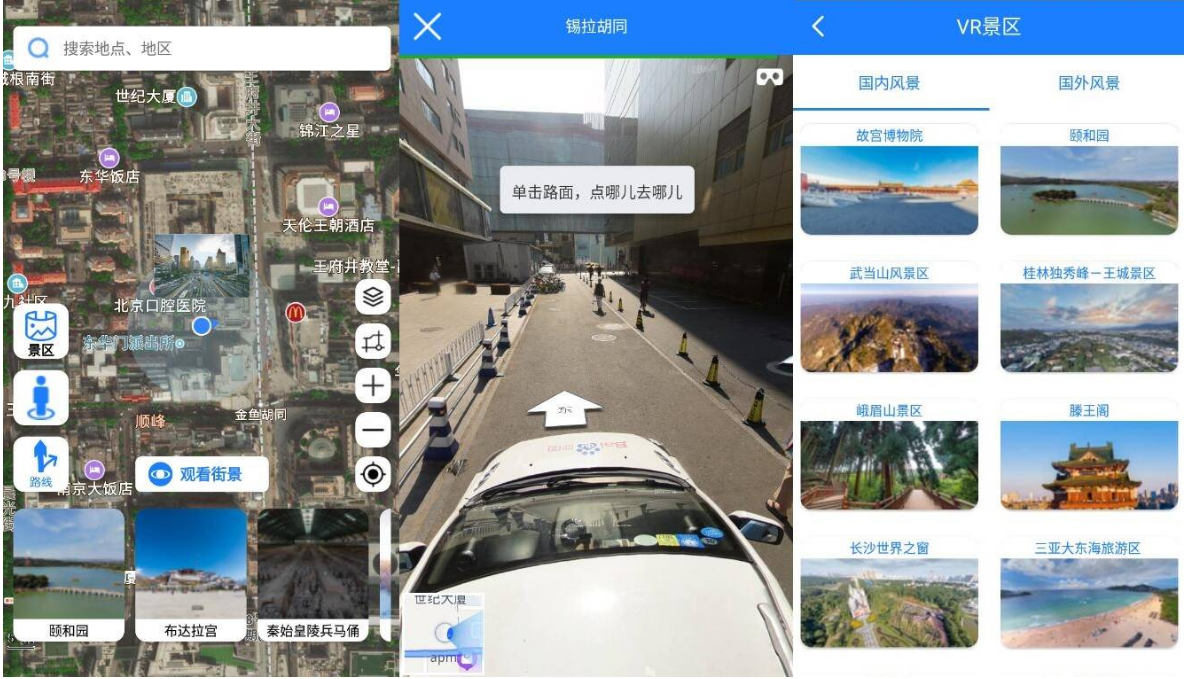 搜索地点、地区
城根南街
世纪大厦
锦江之星
东华饭店
天伦王朝酒店
王府井教堂
北京口腔医院
东华门派出所
景区
金鱼胡同
顺峰
路线
南京大饭店
观看街景
颐和园
布达拉宫
秦始皇陵兵马俑
锡拉胡同
单击路面，点哪儿去哪儿
东
世纪大厦
apm
VR景区
国内风景
国外风景
故宫博物院
颐和园
武当山风景区
桂林独秀峰－王城景区
峨眉山景区
滕王阁
长沙世界之窗
三亚大东海旅游区